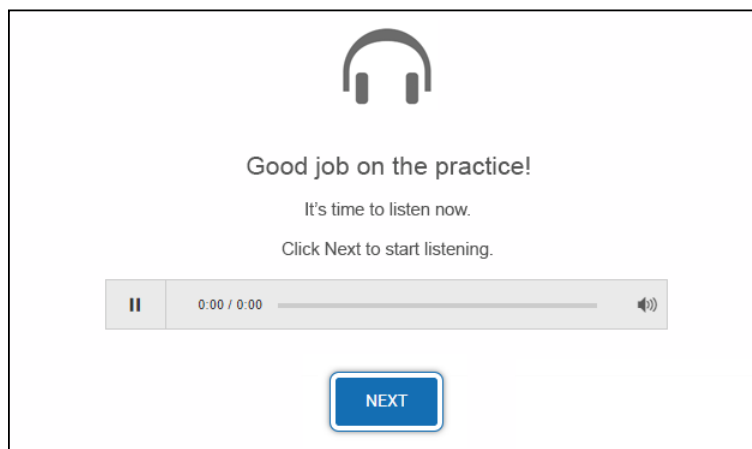 Good job on the practice!
It's time to listen now.
Click Next to start listening.
0:00 / 0:00
NEXT